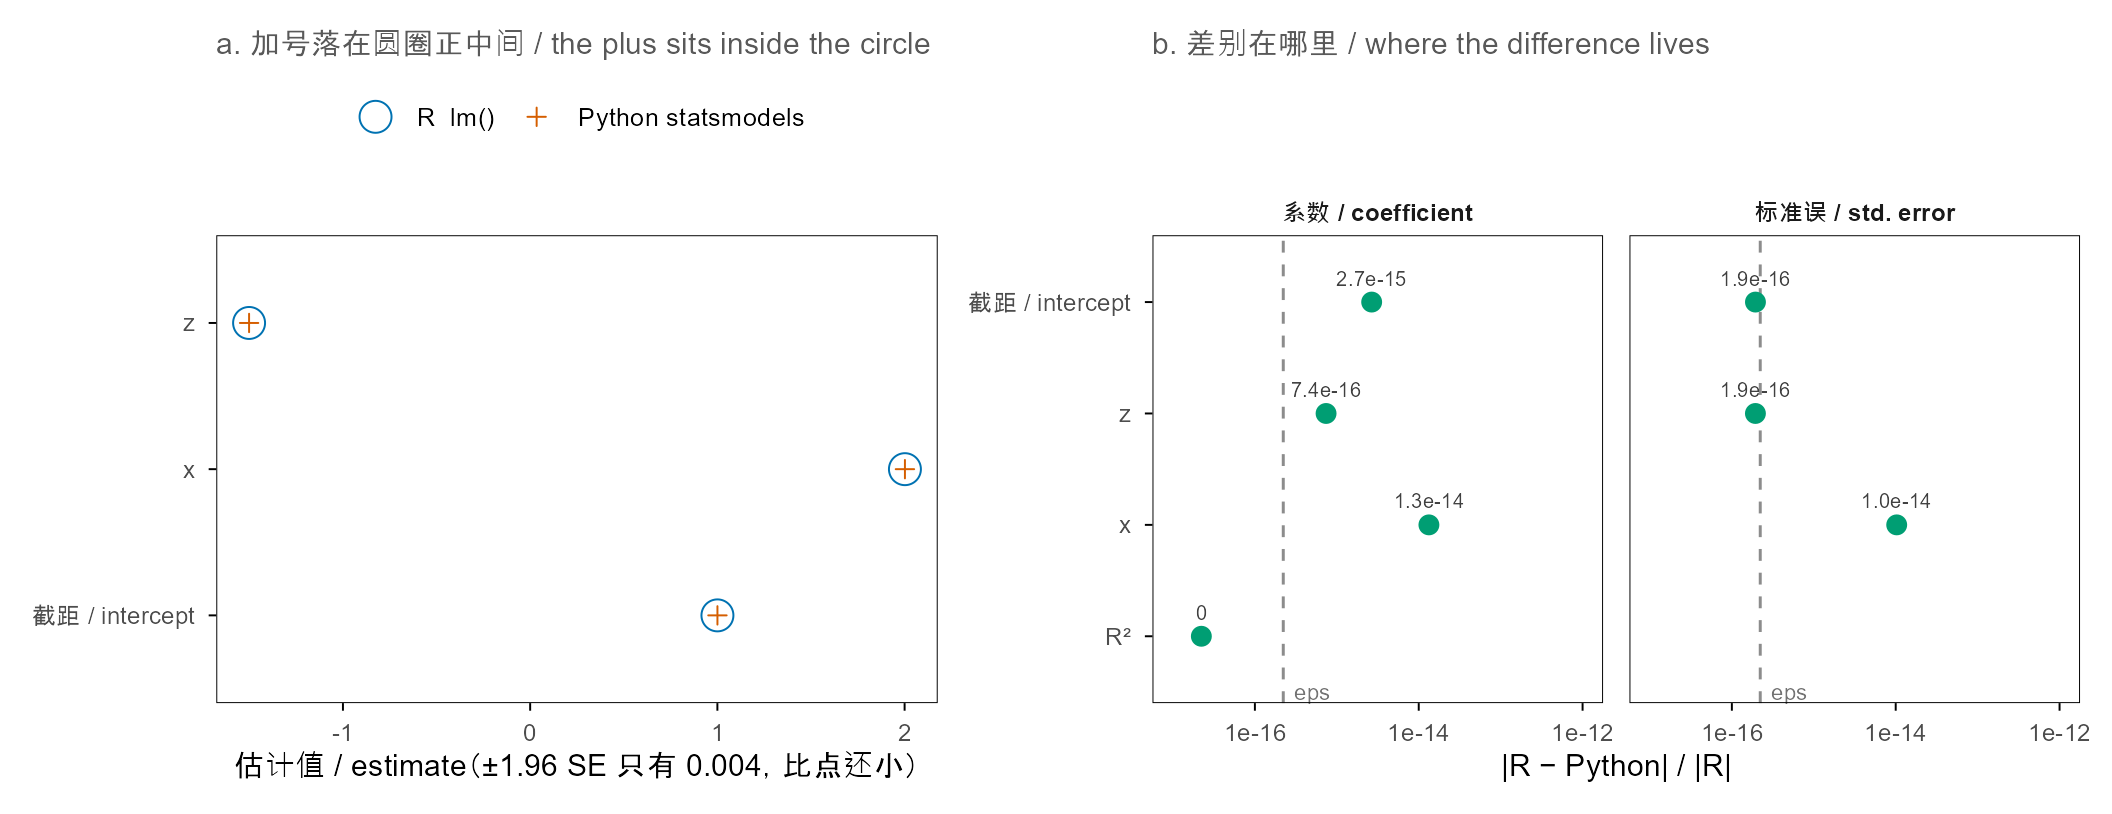 a. 加号落在圆圈正中间 / the plus sits inside the circle
R  lm()
Python statsmodels
z
x
截距 / intercept
-1
0
1
2
估计值 / estimate（±1.96 SE 只有 0.004，比点还小）
b. 差别在哪里 / where the difference lives
系数 / coefficient
标准误 / std. error
截距 / intercept
z
x
R²
2.7e-15
7.4e-16
1.3e-14
0
eps
1.9e-16
1.9e-16
1.0e-14
eps
1e-16
1e-14
1e-12
1e-16
1e-14
1e-12
|R − Python| / |R|